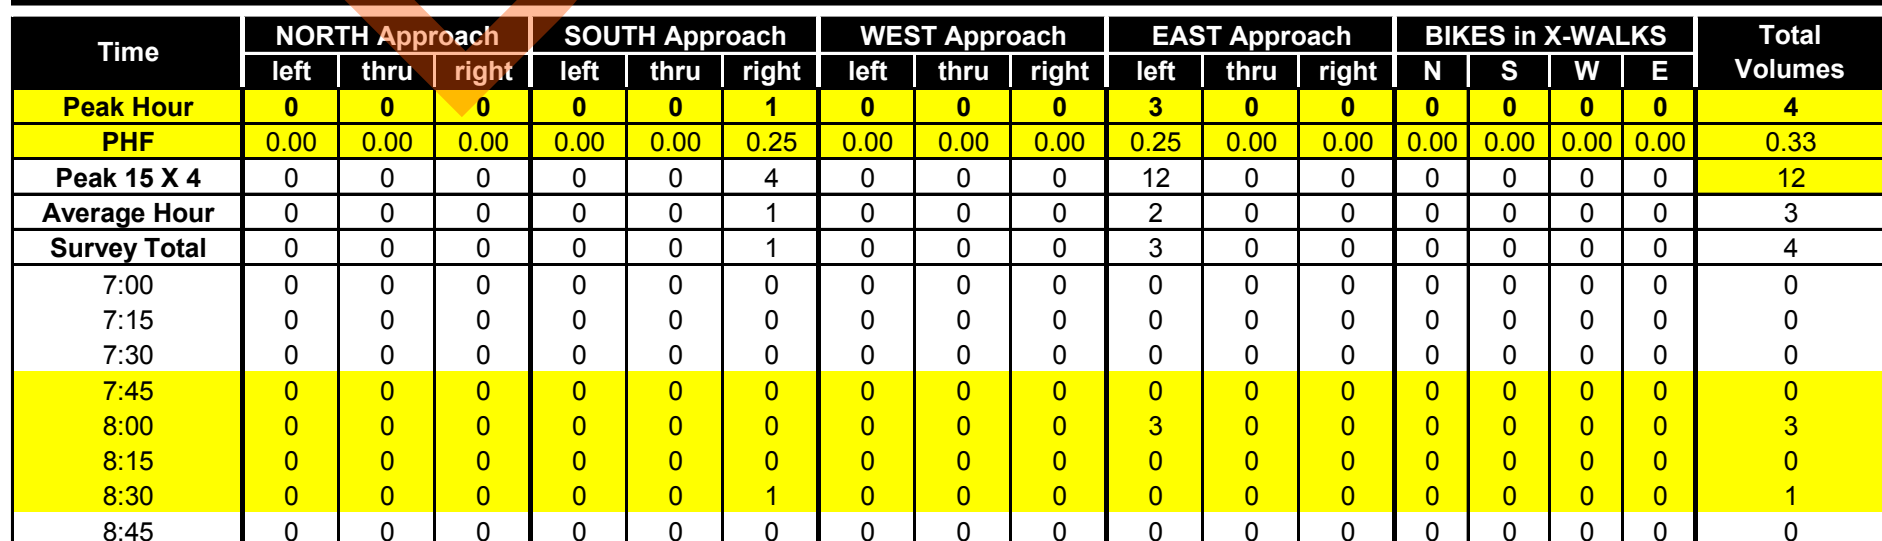 Time NORTH Approach SOUTH Approach WEST Approach EAST Approach BIKES in X-WALKS Total Volumes
left thru right left thru right left thru right left thru right N S W E
Peak Hour 0 0 0 0 0 1 0 0 0 3 0 0 0 0 0 0 4
PHF 0.00 0.00 0.00 0.00 0.00 0.25 0.00 0.00 0.00 0.25 0.00 0.00 0.00 0.00 0.00 0.00 0.33
Peak 15 X 4 0 0 0 0 0 4 0 0 0 12 0 0 0 0 0 0 12
Average Hour 0 0 0 0 0 1 0 0 0 2 0 0 0 0 0 0 3
Survey Total 0 0 0 0 0 1 0 0 0 3 0 0 0 0 0 0 4
7:00 0 0 0 0 0 0 0 0 0 0 0 0 0 0 0 0 0
7:15 0 0 0 0 0 0 0 0 0 0 0 0 0 0 0 0 0
7:30 0 0 0 0 0 0 0 0 0 0 0 0 0 0 0 0 0
7:45 0 0 0 0 0 0 0 0 0 0 0 0 0 0 0 0 0
8:00 0 0 0 0 0 0 0 0 0 3 0 0 0 0 0 0 3
8:15 0 0 0 0 0 0 0 0 0 0 0 0 0 0 0 0 0
8:30 0 0 0 0 0 1 0 0 0 0 0 0 0 0 0 0 1
8:45 0 0 0 0 0 0 0 0 0 0 0 0 0 0 0 0 0